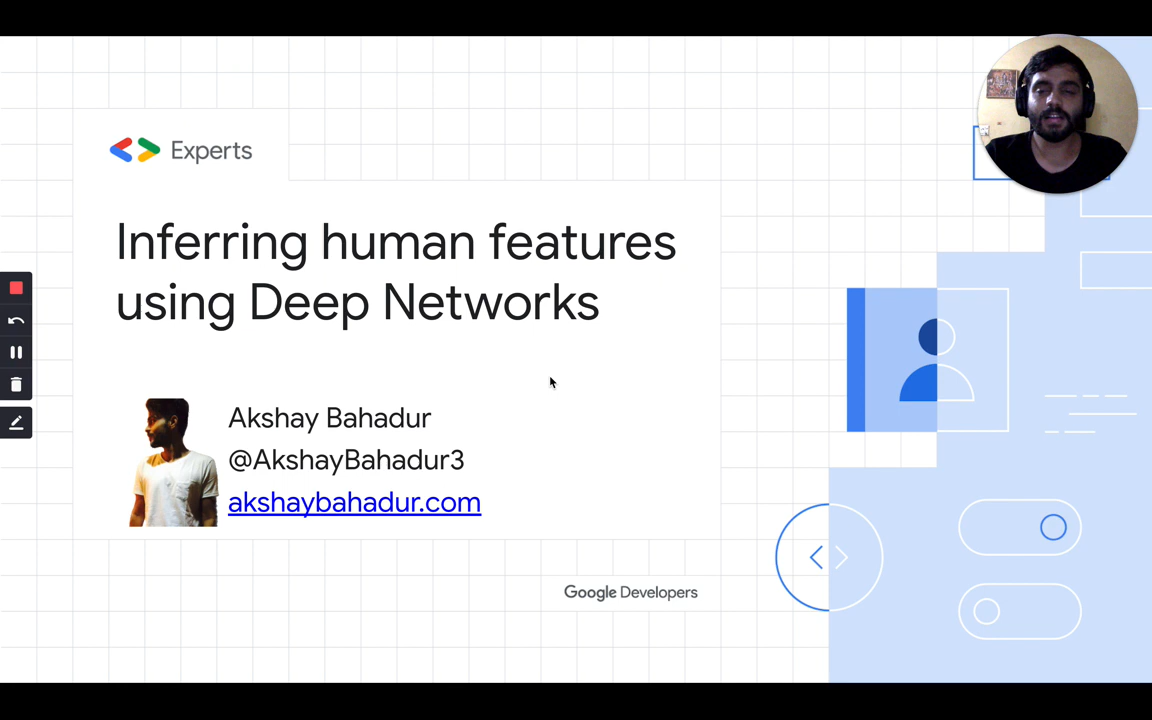 Experts
Inferring human features
using Deep Networks
Akshay Bahadur
@AkshayBahadur3
akshaybahadur.com
Google Developers